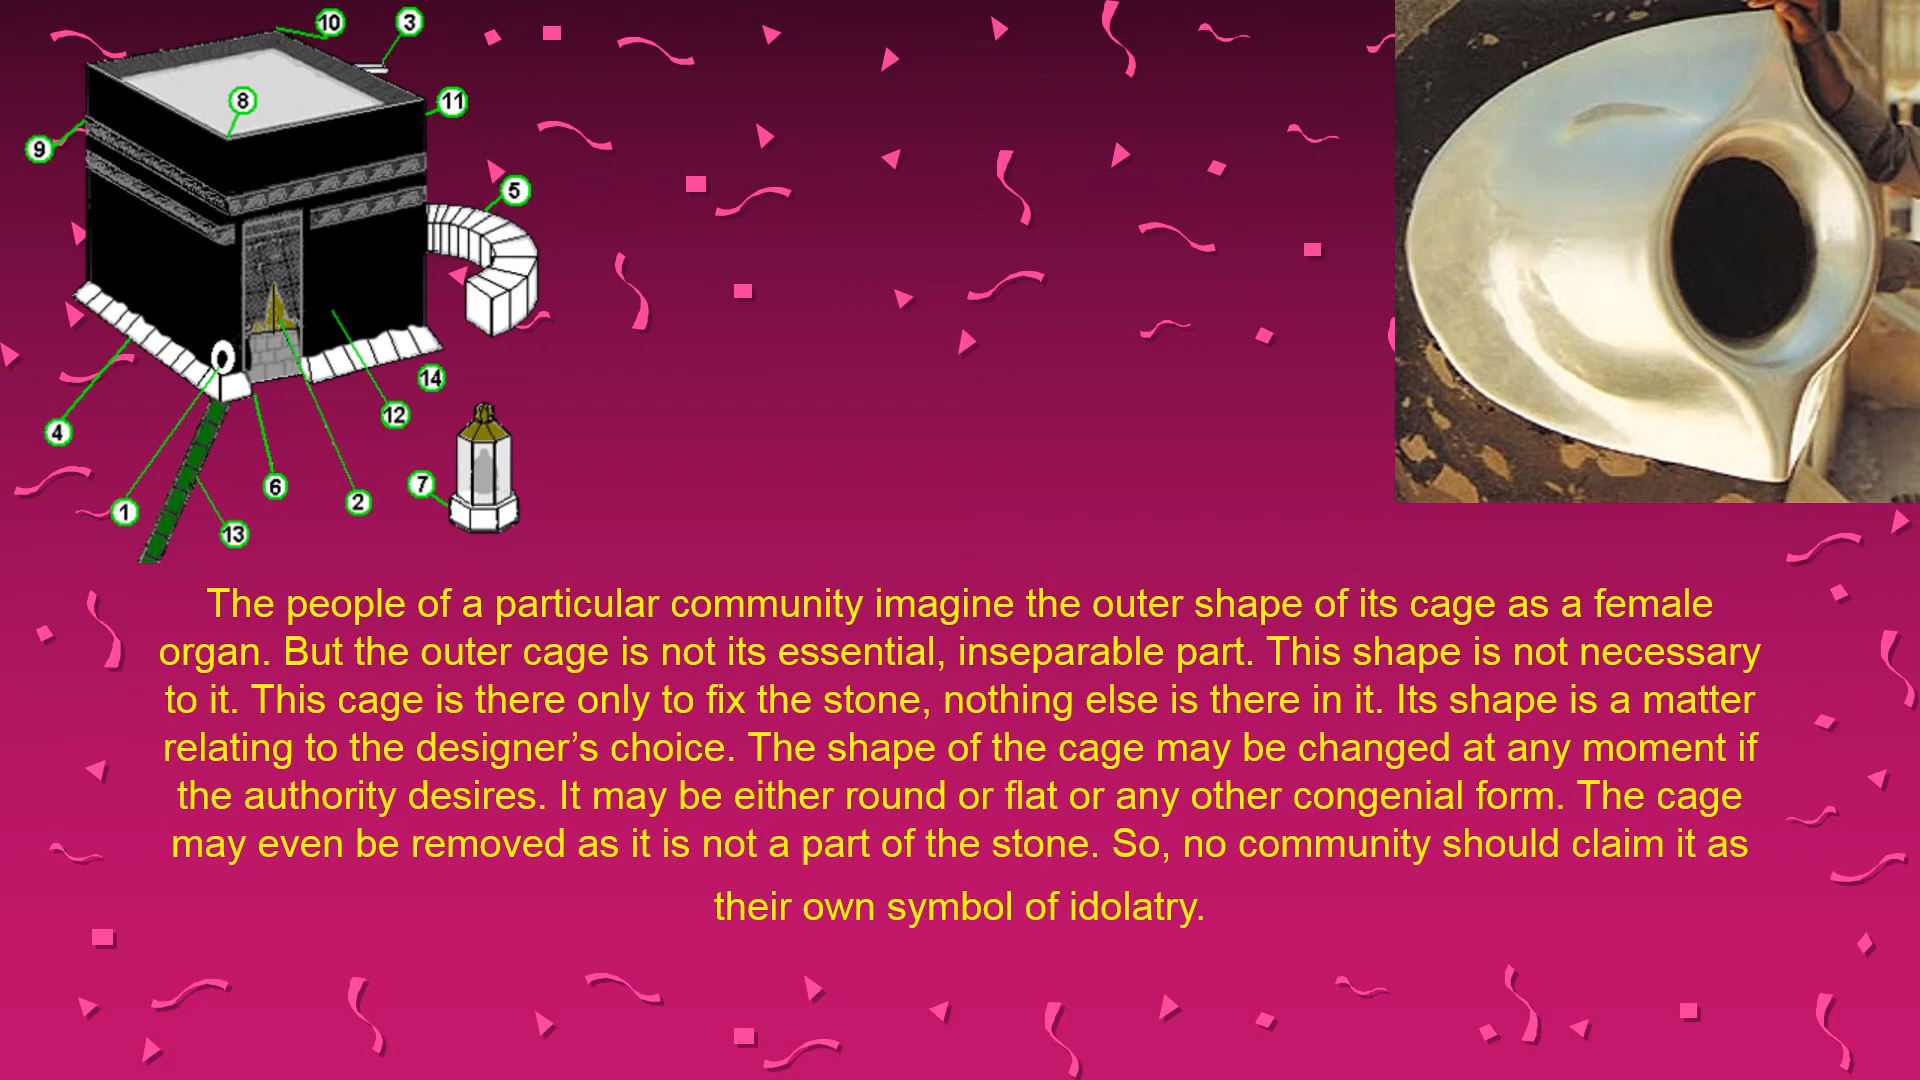 10
3
8
11
9
5
14
12
4
6
2
7
1
13
The people of a particular community imagine the outer shape of its cage as a female
organ. But the outer cage is not its essential, inseparable part. This shape is not necessary
to it. This cage is there only to fix the stone, nothing else is there in it. Its shape is a matter
relating to the designer’s choice. The shape of the cage may be changed at any moment if
the authority desires. It may be either round or flat or any other congenial form. The cage
may even be removed as it is not a part of the stone. So, no community should claim it as
their own symbol of idolatry.